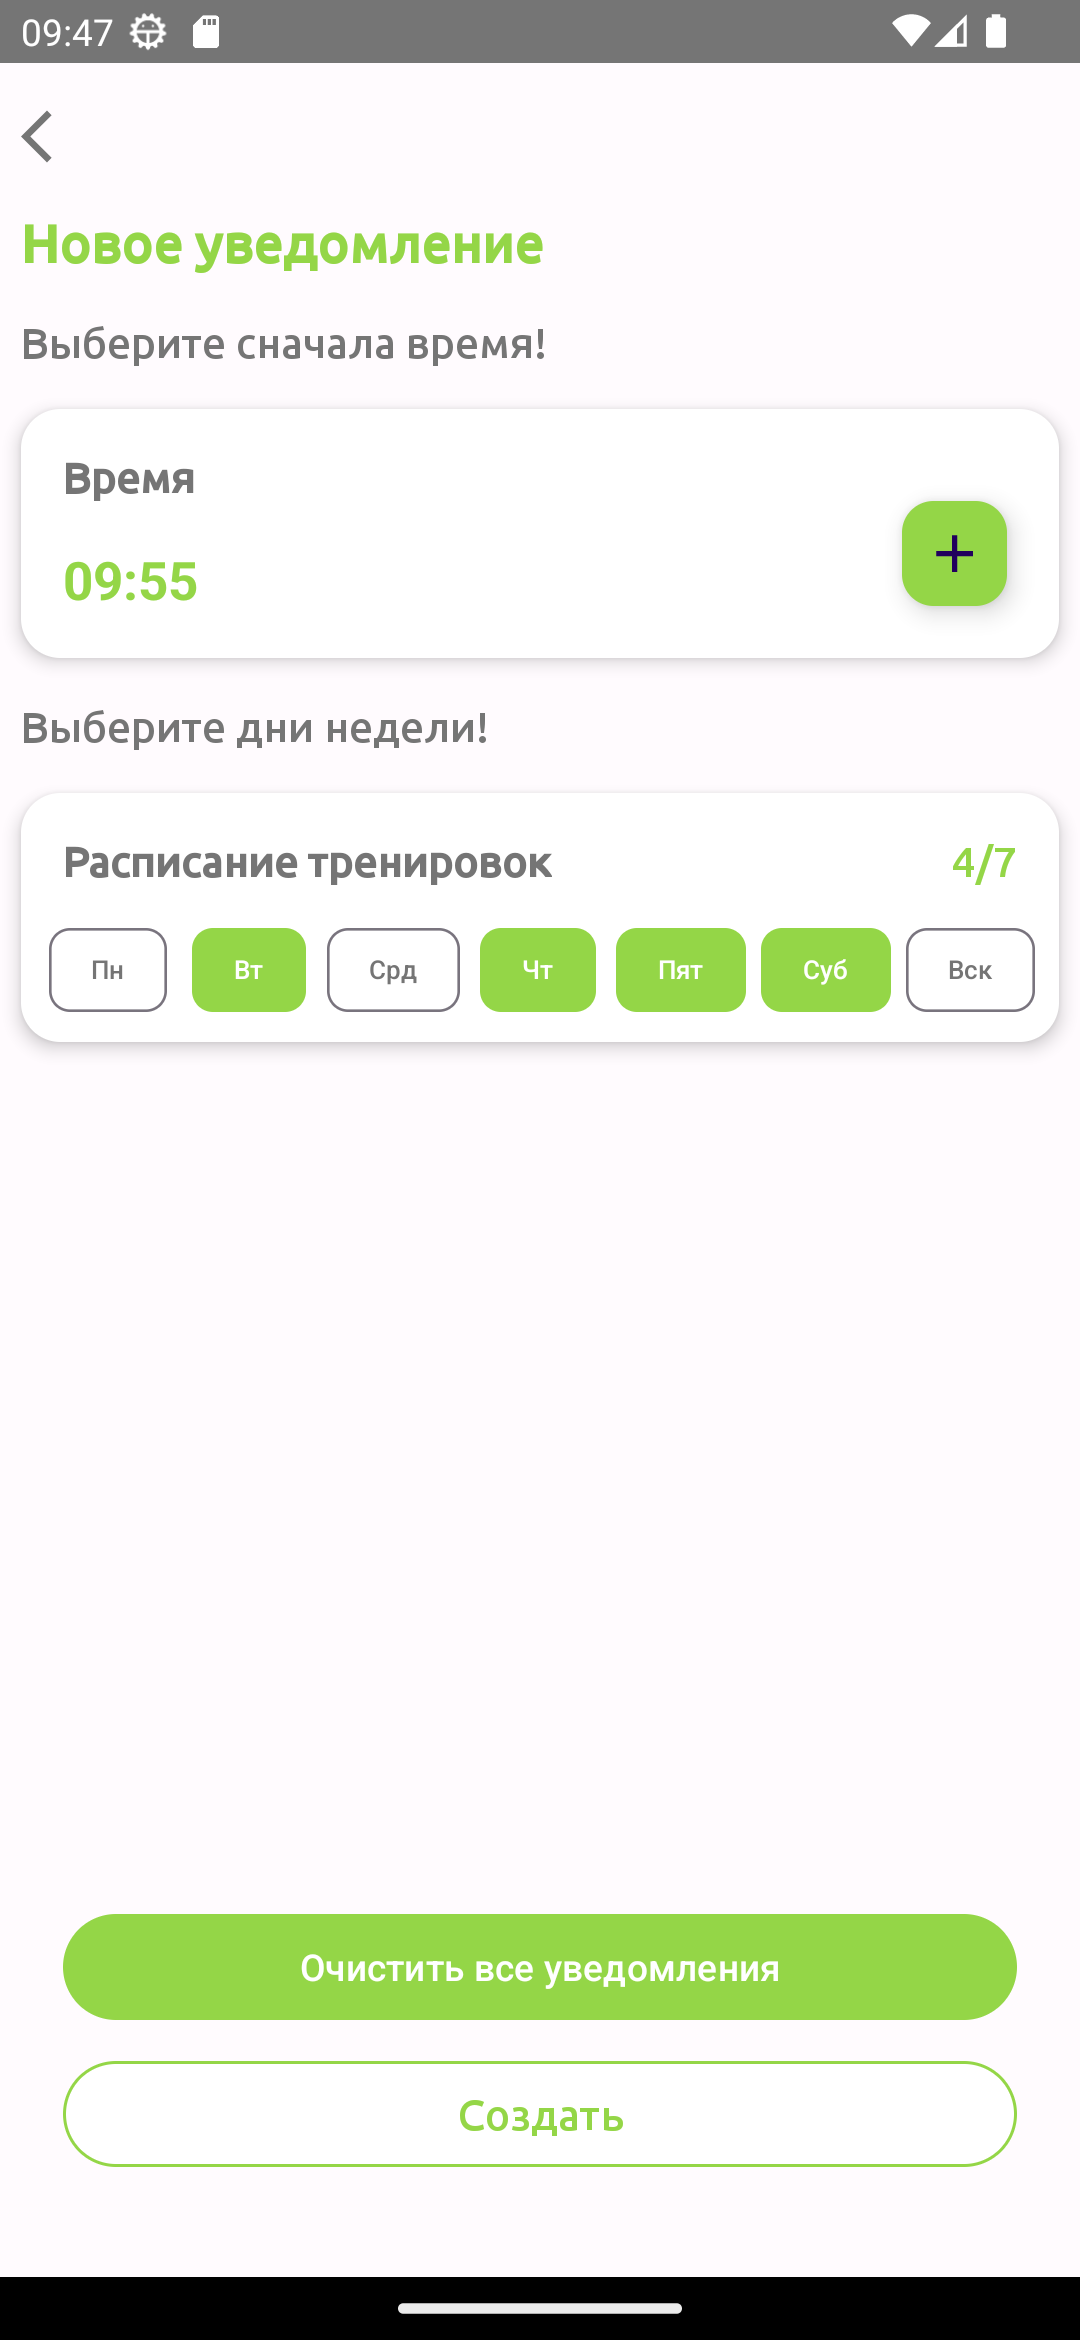 09:47
Новое уведомление
Выберите сначала время!
Время
09:55
Выберите дни недели!
Расписание тренировок 4/7
Пн Вт Срд Чт Пят Суб Вск
Очистить все уведомления
Создать